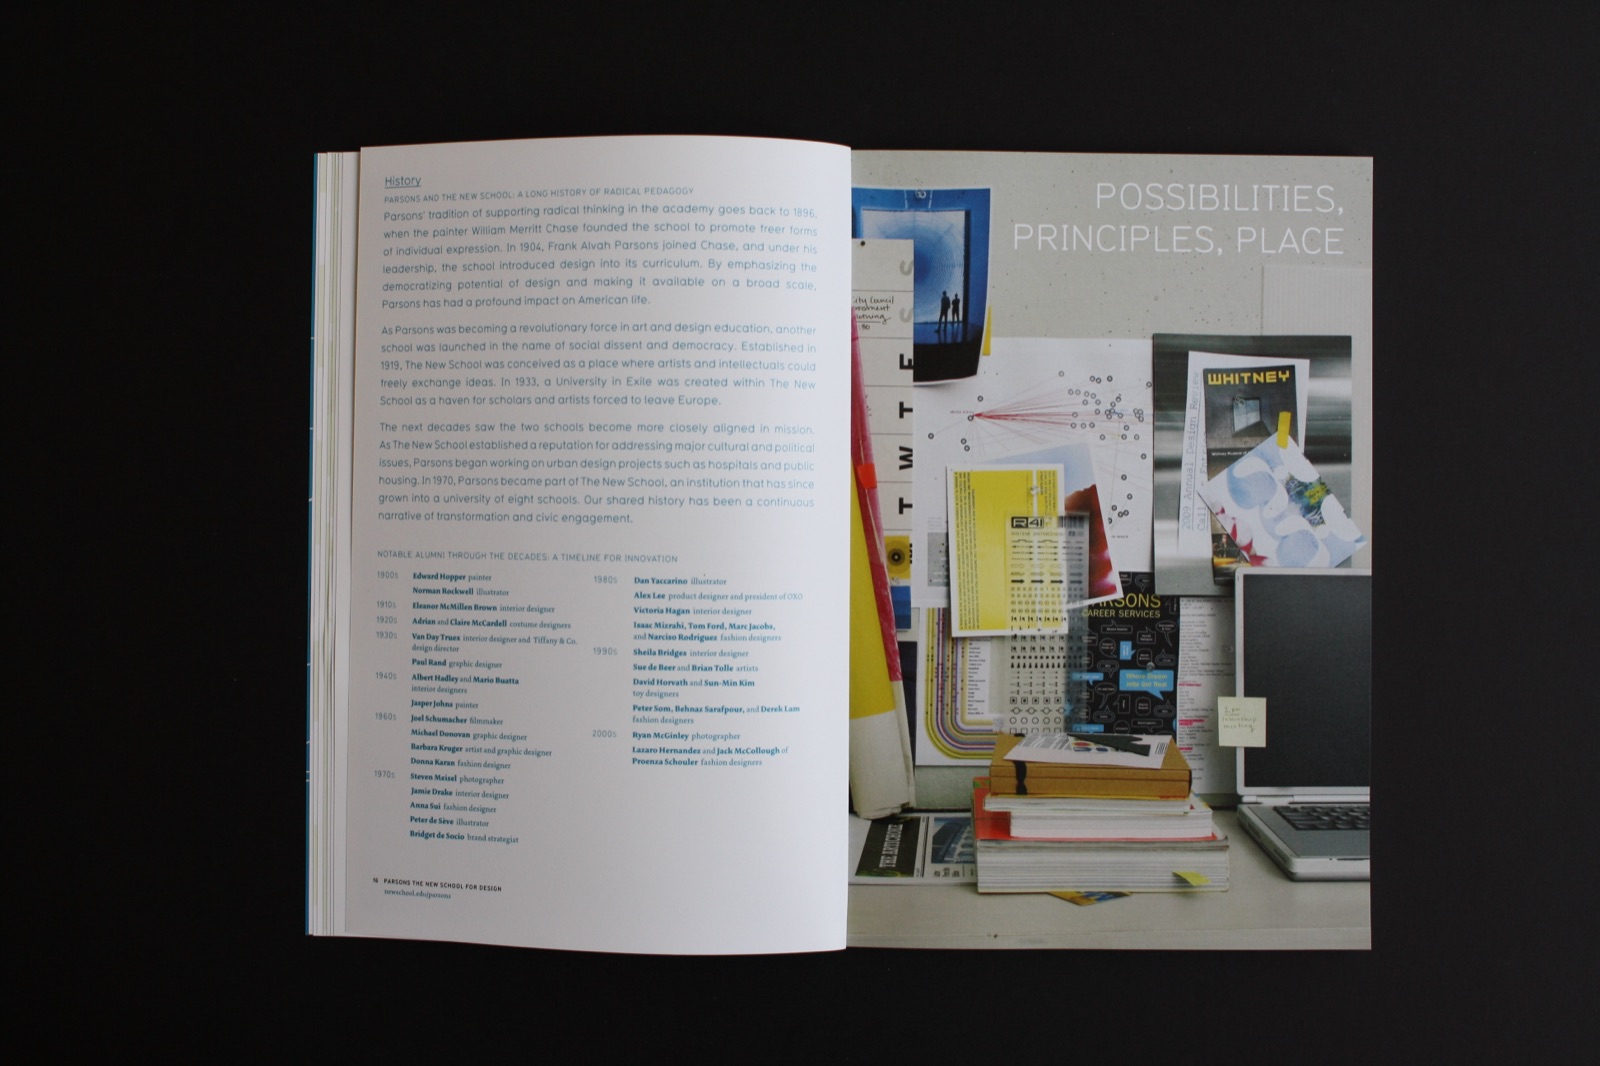 History
PARSONS AND THE NEW SCHOOL: A LONG HISTORY OF RADICAL PEDAGOGY
Parsons' tradition of supporting radical thinking in the academy goes back to 1896,
when the painter William Merritt Chase founded the school to promote freer forms
of individual expression. In 1904, Frank Alvah Parsons joined Chase, and under his
leadership, the school introduced design into its curriculum. By emphasizing the
democratizing potential of design and making it available on a broad scale,
Parsons has had a profound impact on American life.
As Parsons was becoming a revolutionary force in art and design education, another
school was launched in the name of social dissent and democracy. Established in
1919, The New School was conceived as a place where artists and intellectuals could
freely exchange ideas. In 1933, a University in Exile was created within The New
School as a haven for scholars and artists forced to leave Europe.
The next decades saw the two schools become more closely aligned in mission.
As The New School established a reputation for addressing major cultural and political
issues, Parsons began working on urban design projects such as hospitals and public
housing. In 1970, Parsons became part of The New School, an institution that has since
grown into a university of eight schools. Our shared history has been a continuous
narrative of transformation and civic engagement.
NOTABLE ALUMNI THROUGH THE DECADES: A TIMELINE FOR INNOVATION
1900s Edward Hopper painter
Norman Rockwell illustrator
1910s Eleanor McMillen Brown interior designer
1920s Adrian and Claire McCardell costume designers
1930s Van Day Truex interior designer and Tiffany & Co.
design director
Paul Rand graphic designer
1940s Albert Hadley and Mario Buatta
interior designers
Jasper Johns painter
1960s Joel Schumacher filmmaker
Michael Donovan graphic designer
Barbara Kruger artist and graphic designer
Donna Karan fashion designer
1970s Steven Meisel photographer
Jamie Drake interior designer
Anna Sui fashion designer
Peter de Sève illustrator
Bridget de Socio brand strategist
1980s Dan Yaccarino illustrator
Alex Lee product designer and president of OXO
Victoria Hagan interior designer
Isaac Mizrahi, Tom Ford, Marc Jacobs,
and Narciso Rodriguez fashion designers
1990s Sheila Bridges interior designer
Sue de Beer and Brian Tolle artists
David Horvath and Sun-Min Kim
toy designers
Peter Som, Behnaz Sarafpour, and Derek Lam
fashion designers
2000s Ryan McGinley photographer
Lazaro Hernandes and Jack McCollough of
Proenza Schouler fashion designers
16 PARSONS THE NEW SCHOOL FOR DESIGN
newschool.edu/parsons
POSSIBILITIES,
PRINCIPLES, PLACE
TWTESS
WHITNEY
2009 Annual Design Review
R41
PARSONS
CAREER SERVICES
2 pm
internship
meeting
THE ARTICHOKE